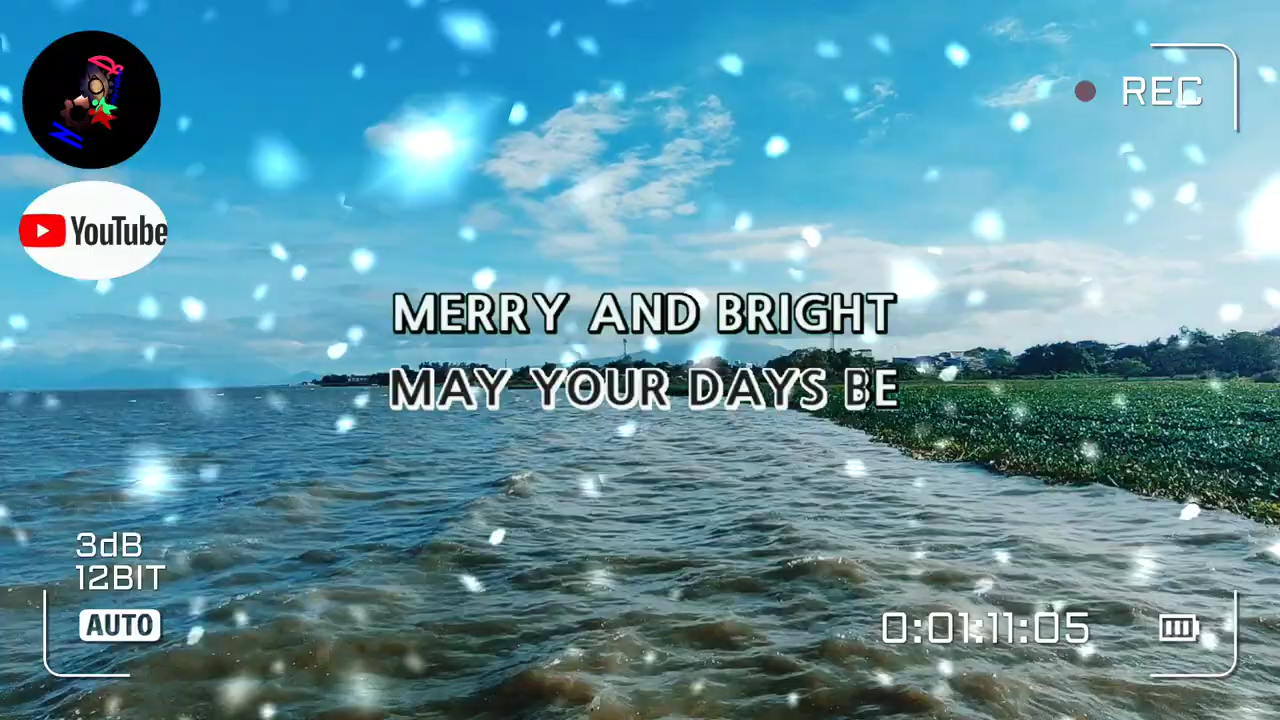 REC
YouTube
MERRY AND BRIGHT
MAY YOUR DAYS BE
3dB
12BIT
AUTO
0:01:11:05